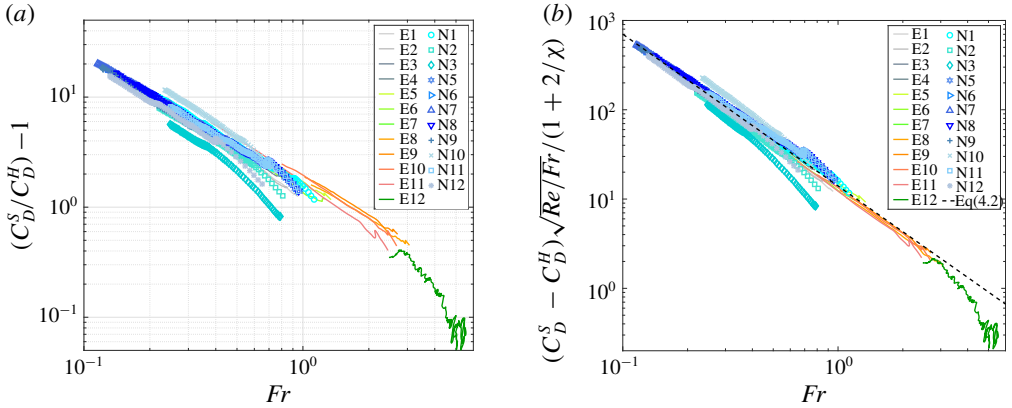 (a)
(C_D^S/C_D^H) − 1
10^1
10^0
10^−1
10^−1
10^0
Fr
E1 N1
E2 N2
E3 N3
E4 N5
E5 N6
E6 N7
E7 N8
E8 N9
E9 N10
E10 N11
E11 N12
E12
(b)
(C_D^S − C_D^H)√Re/Fr Fr/(1 + 2/χ)
10^3
10^2
10^1
10^0
10^−1
10^0
Fr
E1 N1
E2 N2
E3 N3
E4 N5
E5 N6
E6 N7
E7 N8
E8 N9
E9 N10
E10 N11
E11 N12
E12 Eq(4.2)